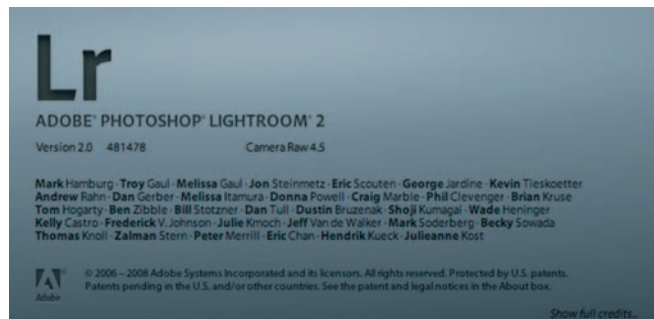 Lr
ADOBE® PHOTOSHOP® LIGHTROOM® 2
Version 2.0 481478 Camera Raw 4.5
Mark Hamburg · Troy Gaul · Melissa Gaul · Jon Steinmetz · Eric Scouten · George Jardine · Kevin Tieskoetter
Andrew Rahn · Dan Gerber · Melissa Itamura · Donna Powell · Craig Marble · Phil Clevenger · Brian Kruse
Tom Hogarty · Ben Zibble · Bill Stotzner · Dan Tull · Dustin Bruzenak · Shoji Kumagai · Wade Heninger
Kelly Castro · Frederick V. Johnson · Julie Kmoch · Jeff Van de Walker · Mark Soderberg · Becky Sowada
Thomas Knoll · Zalman Stern · Peter Merrill · Eric Chan · Hendrik Kueck · Julieanne Kost
© 2006 – 2008 Adobe Systems Incorporated and its licensors. All rights reserved. Protected by U.S. patents.
Patents pending in the U.S. and/or other countries. See the patent and legal notices in the About box.
Adobe
Show full credits...